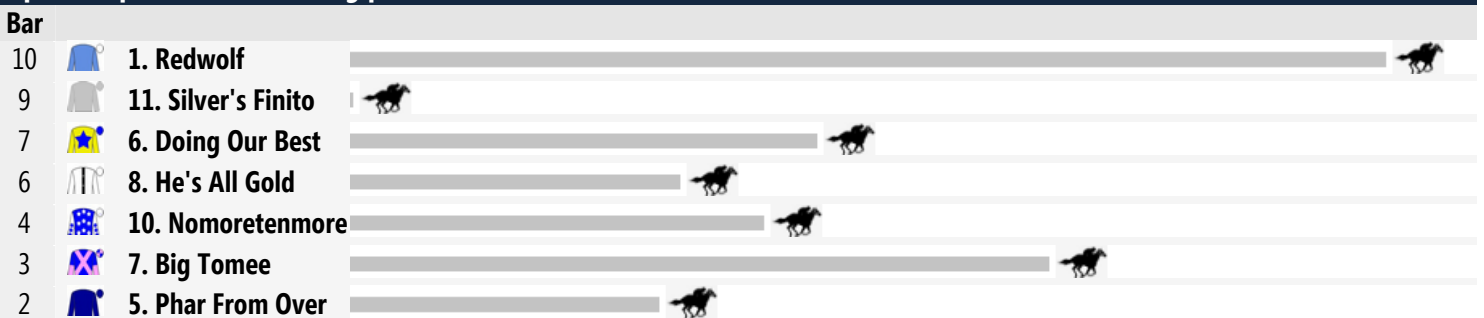 Bar
10 1. Redwolf
9 11. Silver's Finito
7 6. Doing Our Best
6 8. He's All Gold
4 10. Nomoretenmore
3 7. Big Tomee
2 5. Phar From Over